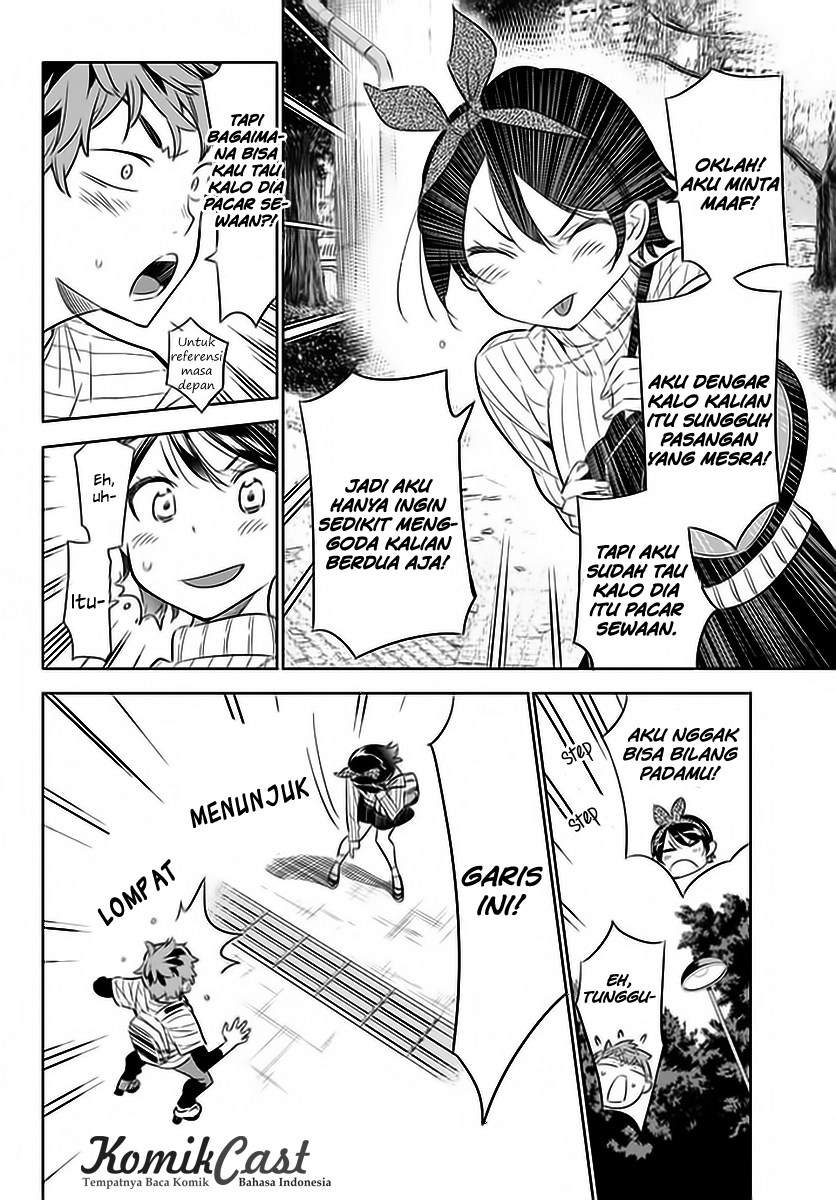 OKLAH!
AKU MINTA
MAAF!
AKU DENGAR
KALO KALIAN
ITU SUNGGUH
PASANGAN
YANG MESRA!
JADI AKU
HANYA INGIN
SEDIKIT MENG-
GODA KALIAN
BERDUA AJA!
TAPI AKU
SUDAH TAU
KALO DIA
ITU PACAR
SEWAAN.
TAPI
BAGAIMA-
NA BISA
KAU TAU
KALO DIA
PACAR SE-
WAAN?!
Untuk
referensi
masa
depan
Eh,
uh-
Itu-
AKU NGGAK
BISA BILANG
PADAMU!
step
step
EH,
TUNGGU-
GARIS
INI!
MENUNJUK
LOMPAT
KomikCast
Tempatnya Baca Komik Bahasa Indonesia